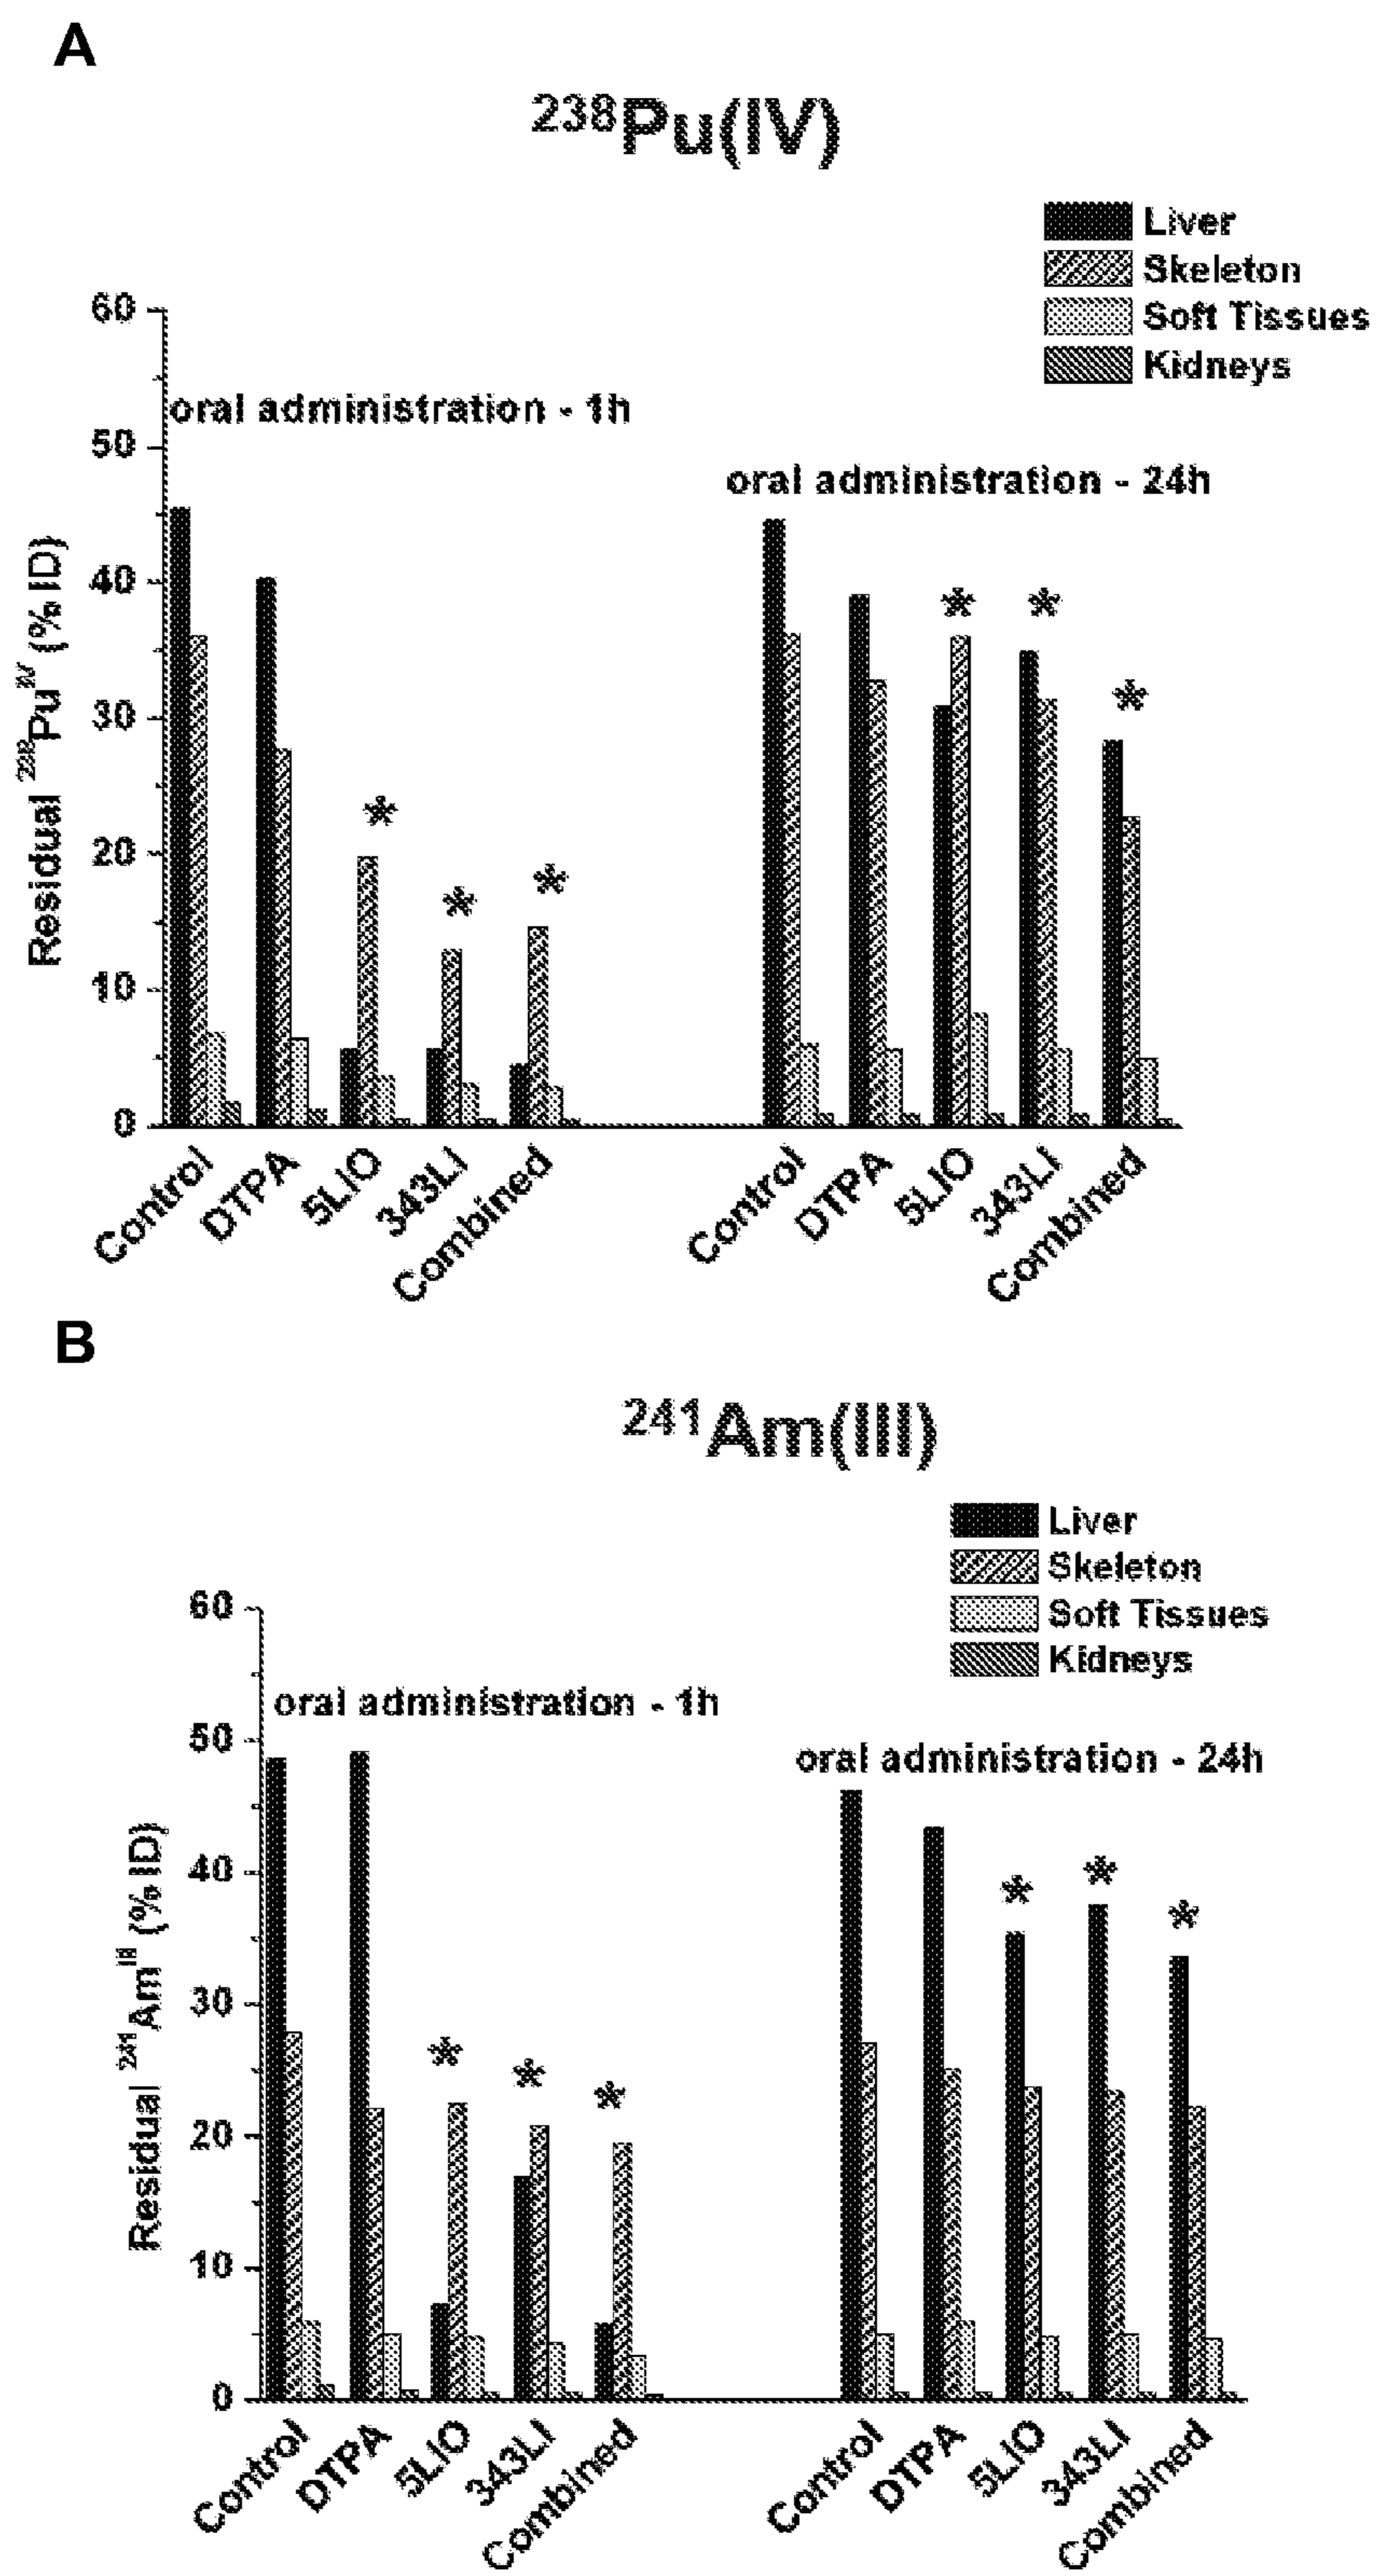 A
238Pu(IV)
Liver
Skeleton
Soft Tissues
Kidneys
60
50
40
30
20
10
0
Residual 238PuIV (% ID)
oral administration - 1h
oral administration - 24h
*
*
*
*
*
*
Control
DTPA
5LIO
343LI
Combined
Control
DTPA
5LIO
343LI
Combined
B
241Am(III)
Liver
Skeleton
Soft Tissues
Kidneys
60
50
40
30
20
10
0
Residual 241AmIII (% ID)
oral administration - 1h
oral administration - 24h
*
*
*
*
*
*
Control
DTPA
5LIO
343LI
Combined
Control
DTPA
5LIO
343LI
Combined